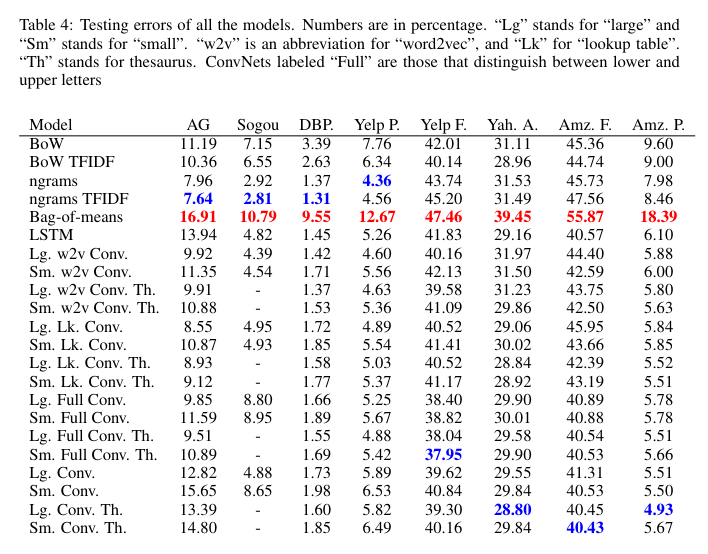 Table 4: Testing errors of all the models. Numbers are in percentage. “Lg” stands for “large” and
“Sm” stands for “small”. “w2v” is an abbreviation for “word2vec”, and “Lk” for “lookup table”.
“Th” stands for thesaurus. ConvNets labeled “Full” are those that distinguish between lower and
upper letters
Model AG Sogou DBP. Yelp P. Yelp F. Yah. A. Amz. F. Amz. P.
BoW 11.19 7.15 3.39 7.76 42.01 31.11 45.36 9.60
BoW TFIDF 10.36 6.55 2.63 6.34 40.14 28.96 44.74 9.00
ngrams 7.96 2.92 1.37 4.36 43.74 31.53 45.73 7.98
ngrams TFIDF 7.64 2.81 1.31 4.56 45.20 31.49 47.56 8.46
Bag-of-means 16.91 10.79 9.55 12.67 47.46 39.45 55.87 18.39
LSTM 13.94 4.82 1.45 5.26 41.83 29.16 40.57 6.10
Lg. w2v Conv. 9.92 4.39 1.42 4.60 40.16 31.97 44.40 5.88
Sm. w2v Conv. 11.35 4.54 1.71 5.56 42.13 31.50 42.59 6.00
Lg. w2v Conv. Th. 9.91 - 1.37 4.63 39.58 31.23 43.75 5.80
Sm. w2v Conv. Th. 10.88 - 1.53 5.36 41.09 29.86 42.50 5.63
Lg. Lk. Conv. 8.55 4.95 1.72 4.89 40.52 29.06 45.95 5.84
Sm. Lk. Conv. 10.87 4.93 1.85 5.54 41.41 30.02 43.66 5.85
Lg. Lk. Conv. Th. 8.93 - 1.58 5.03 40.52 28.84 42.39 5.52
Sm. Lk. Conv. Th. 9.12 - 1.77 5.37 41.17 28.92 43.19 5.51
Lg. Full Conv. 9.85 8.80 1.66 5.25 38.40 29.90 40.89 5.78
Sm. Full Conv. 11.59 8.95 1.89 5.67 38.82 30.01 40.88 5.78
Lg. Full Conv. Th. 9.51 - 1.55 4.88 38.04 29.58 40.54 5.51
Sm. Full Conv. Th. 10.89 - 1.69 5.42 37.95 29.90 40.53 5.66
Lg. Conv. 12.82 4.88 1.73 5.89 39.62 29.55 41.31 5.51
Sm. Conv. 15.65 8.65 1.98 6.53 40.84 29.84 40.53 5.50
Lg. Conv. Th. 13.39 - 1.60 5.82 39.30 28.80 40.45 4.93
Sm. Conv. Th. 14.80 - 1.85 6.49 40.16 29.84 40.43 5.67